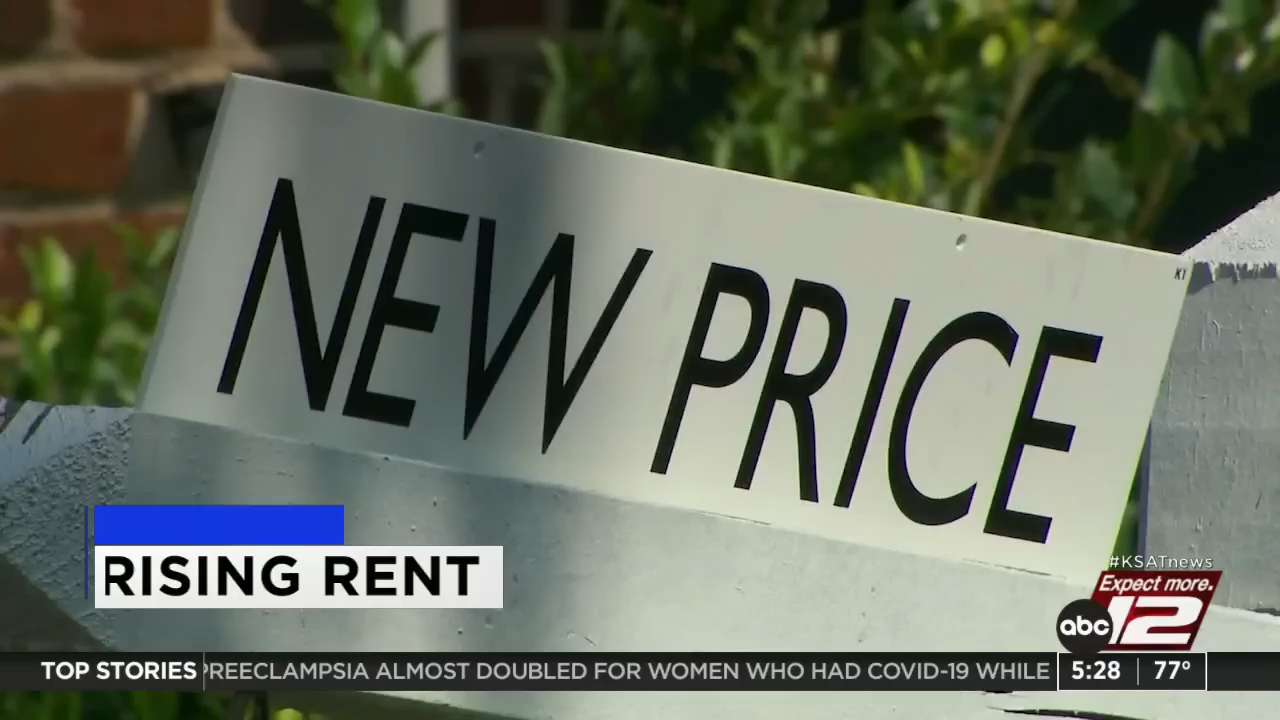 NEW PRICE
K1
RISING RENT
#KSATnews
Expect more.
abc 12
TOP STORIES PREECLAMPSIA ALMOST DOUBLED FOR WOMEN WHO HAD COVID-19 WHILE 5:28 77°